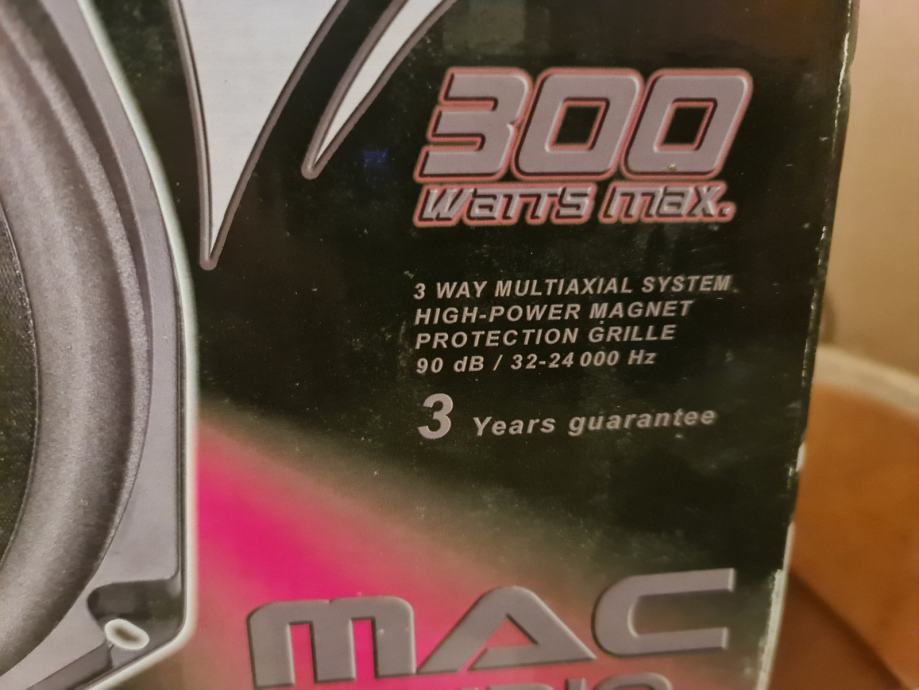 300
WATTS MAX.
3 WAY MULTIAXIAL SYSTEM
HIGH-POWER MAGNET
PROTECTION GRILLE
90 dB / 32-24 000 Hz
3 Years guarantee
MAC